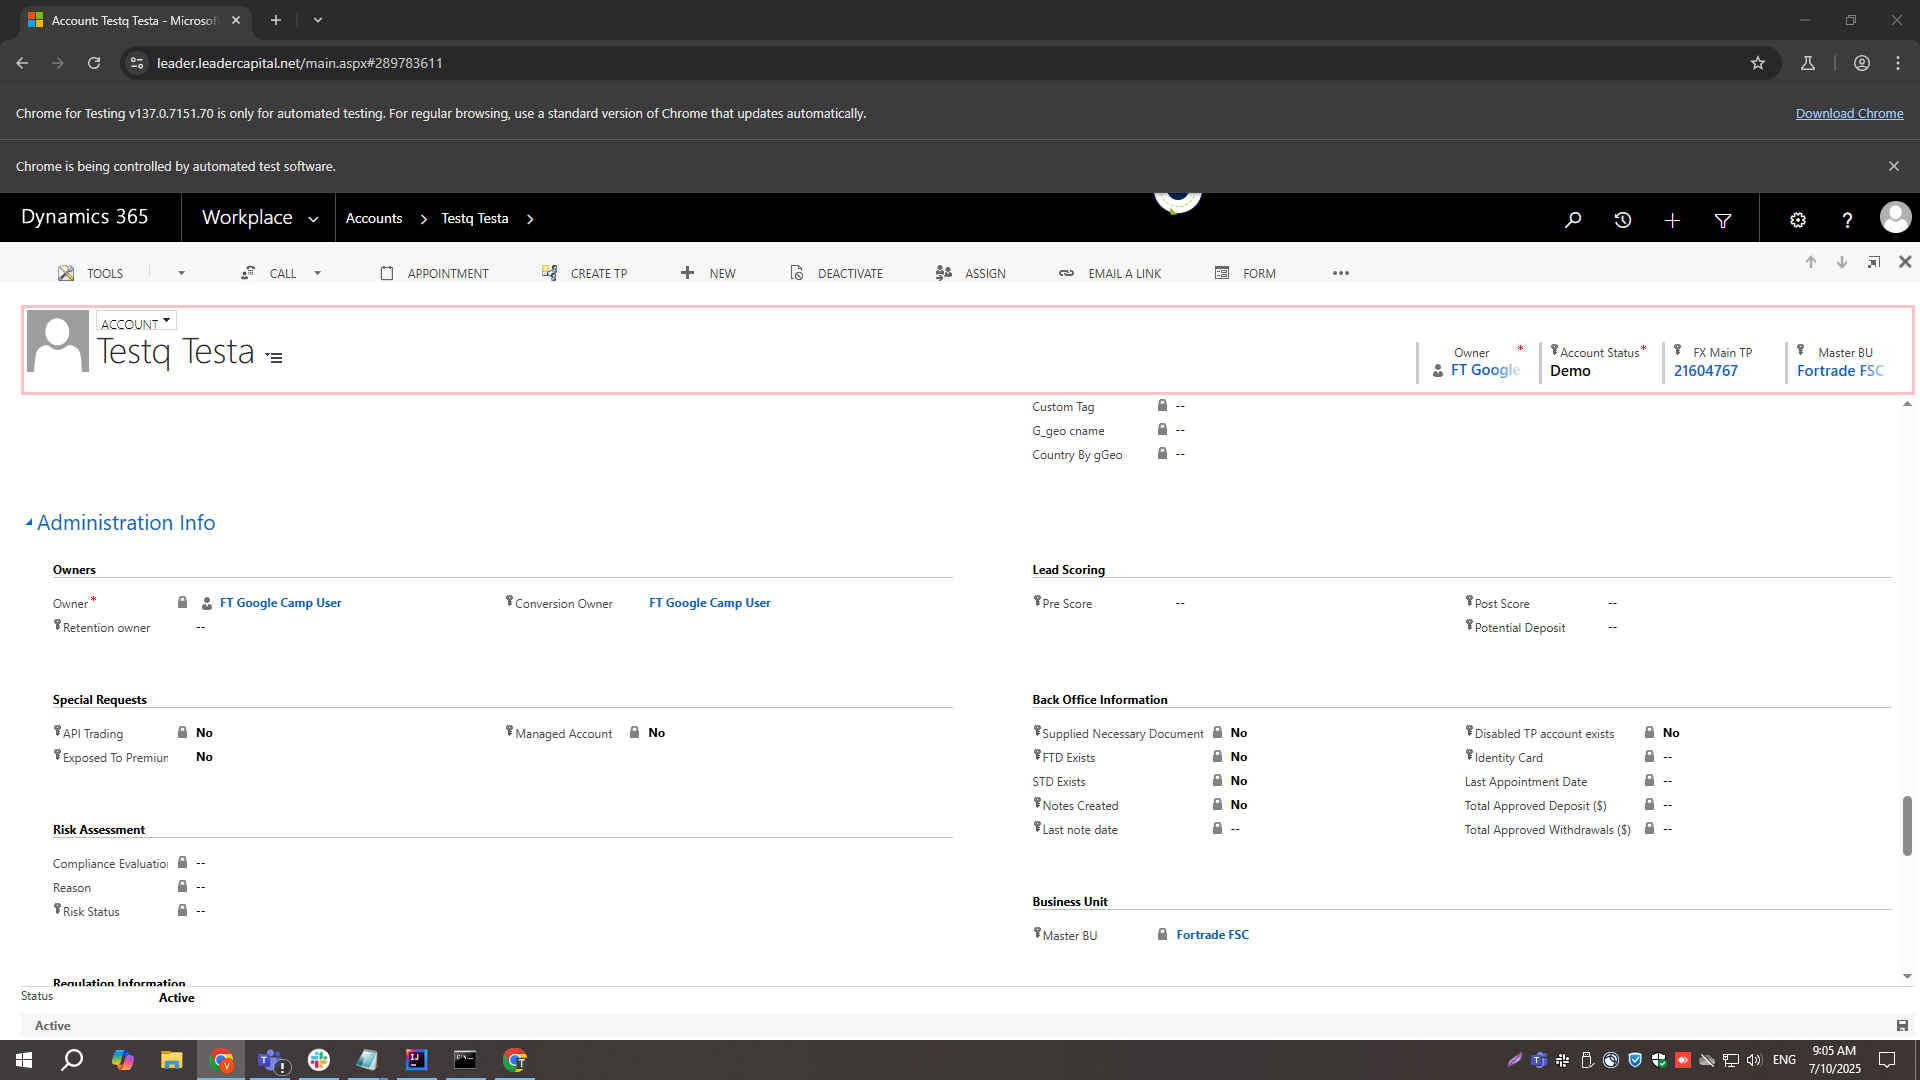 Account: Testq Testa - Microsof
leader.leadercapital.net/main.aspx#289783611
Chrome for Testing v137.0.7151.70 is only for automated testing. For regular browsing, use a standard version of Chrome that updates automatically.
Download Chrome
Chrome is being controlled by automated test software.
Dynamics 365
Workplace
Accounts
Testq Testa
TOOLS
CALL
APPOINTMENT
CREATE TP
NEW
DEACTIVATE
ASSIGN
EMAIL A LINK
FORM
ACCOUNT
Testq Testa
Owner *
FT Google
Account Status *
Demo
FX Main TP
21604767
Master BU
Fortrade FSC
Custom Tag --
G_geo cname --
Country By gGeo --
Administration Info
Owners
Owner * FT Google Camp User
Conversion Owner FT Google Camp User
Retention owner --
Lead Scoring
Pre Score --
Post Score --
Potential Deposit --
Special Requests
API Trading No
Managed Account No
Exposed To Premiun No
Back Office Information
Supplied Necessary Document No
Disabled TP account exists No
FTD Exists No
Identity Card --
STD Exists No
Last Appointment Date --
Notes Created No
Total Approved Deposit ($) --
Last note date --
Total Approved Withdrawals ($) --
Risk Assessment
Compliance Evaluatio --
Reason --
Risk Status --
Business Unit
Master BU Fortrade FSC
Regulation Information
Status Active
Active
ENG
9:05 AM
7/10/2025